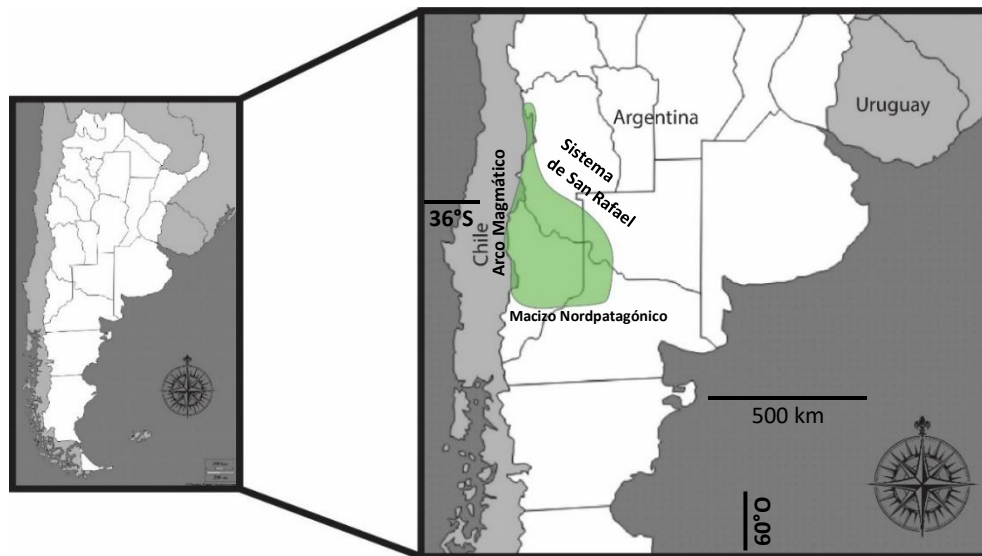 Uruguay
Argentina
Sistema
de San Rafael
Arco Magmático
36°S
Chile
Macizo Nordpatagónico
500 km
60°O